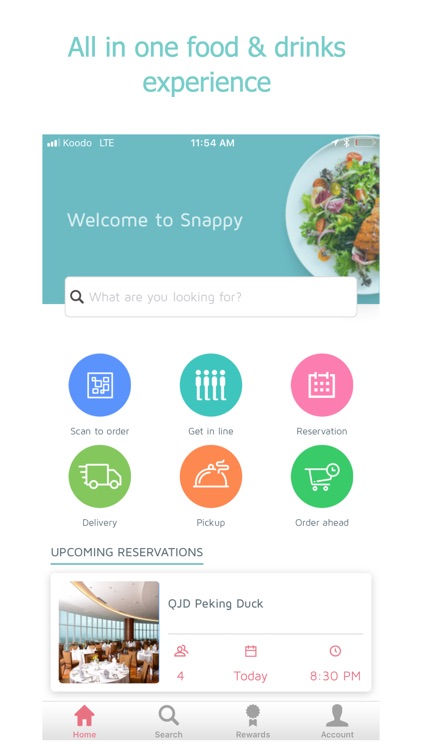 All in one food & drinks
experience
Koodo LTE 11:54 AM
Welcome to Snappy
What are you looking for?
Scan to order Get in line Reservation
Delivery Pickup Order ahead
UPCOMING RESERVATIONS
QJD Peking Duck
4 Today 8:30 PM
Home Search Rewards Account